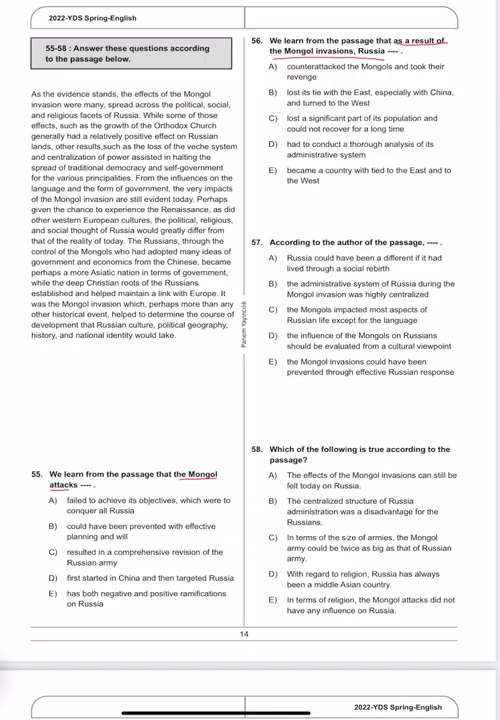 2022-YDS Spring-English
55-58 : Answer these questions according
to the passage below.
As the evidence stands, the effects of the Mongol
invasion were many, spread across the political, social,
and religious facets of Russia. While some of those
effects, such as the growth of the Orthodox Church
generally had a relatively positive effect on Russian
lands, other results,such as the loss of the veche system
and centralization of power assisted in halting the
spread of traditional democracy and self-government
for the various principalities. From the influences on the
language and the form of government, the very impacts
of the Mongol invasion are still evident today. Perhaps
given the chance to experience the Renaissance, as did
other western European cultures, the political, religious,
and social thought of Russia would greatly differ from
that of the reality of today. The Russians, through the
control of the Mongols who had adopted many ideas of
government and economics from the Chinese, became
perhaps a more Asiatic nation in terms of government,
while the deep Christian roots of the Russians
established and helped maintain a link with Europe. It
was the Mongol invasion which, perhaps more than any
other historical event, helped to determine the course of
development that Russian culture, political geography,
history, and national identity would take.
55. We learn from the passage that the Mongol
attacks ---- .
A) failed to achieve its objectives, which were to
conquer all Russia
B) could have been prevented with effective
planning and will
C) resulted in a comprehensive revision of the
Russian army
D) first started in China and then targeted Russia
E) has both negative and positive ramifications
on Russia
Panem Yayıncılık
56. We learn from the passage that as a result of
the Mongol invasions, Russia ---- .
A) counterattacked the Mongols and took their
revenge
B) lost its tie with the East, especially with China,
and turned to the West
C) lost a significant part of its population and
could not recover for a long time
D) had to conduct a thorough analysis of its
administrative system
E) became a country with tied to the East and to
the West
57. According to the author of the passage, ---- .
A) Russia could have been a different if it had
lived through a social rebirth
B) the administrative system of Russia during the
Mongol invasion was highly centralized
C) the Mongols impacted most aspects of
Russian life except for the language
D) the influence of the Mongols on Russians
should be evaluated from a cultural viewpoint
E) the Mongol invasions could have been
prevented through effective Russian response
58. Which of the following is true according to the
passage?
A) The effects of the Mongol invasions can still be
felt today on Russia.
B) The centralized structure of Russia
administration was a disadvantage for the
Russians.
C) In terms of the size of armies, the Mongol
army could be twice as big as that of Russian
army.
D) With regard to religion, Russia has always
been a middle Asian country.
E) In terms of religion, the Mongol attacks did not
have any influence on Russia.
14
2022-YDS Spring-English